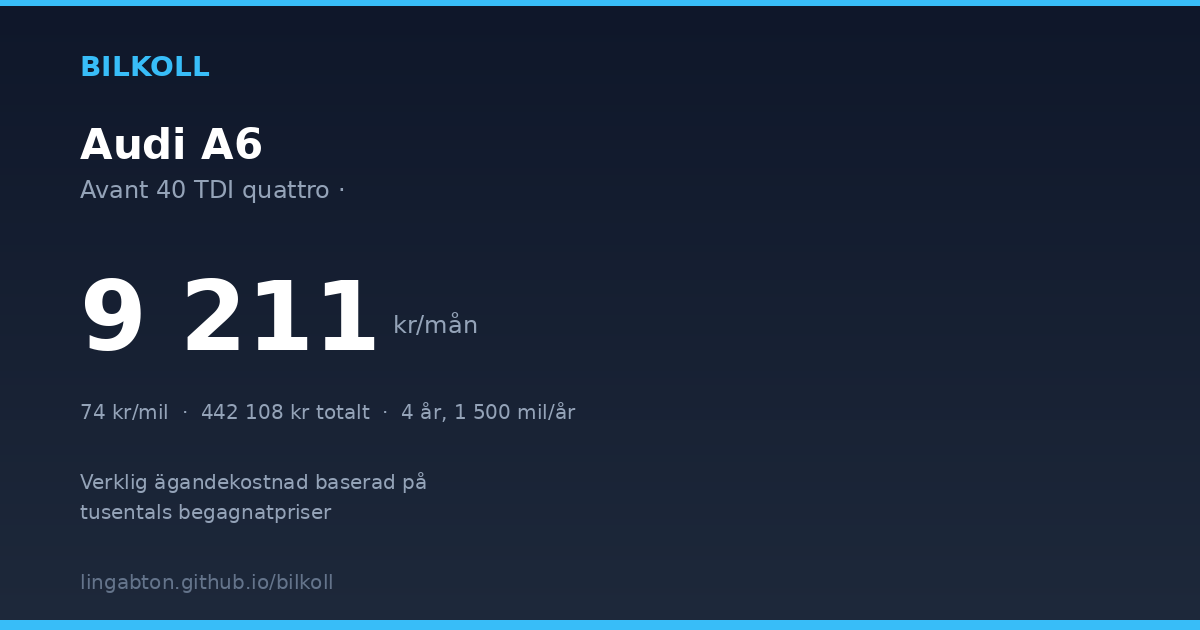 BILKOLL
Audi A6
Avant 40 TDI quattro ·
9 211 kr/mån
74 kr/mil · 442 108 kr totalt · 4 år, 1 500 mil/år
Verklig ägandekostnad baserad på
tusentals begagnatpriser
lingabton.github.io/bilkoll